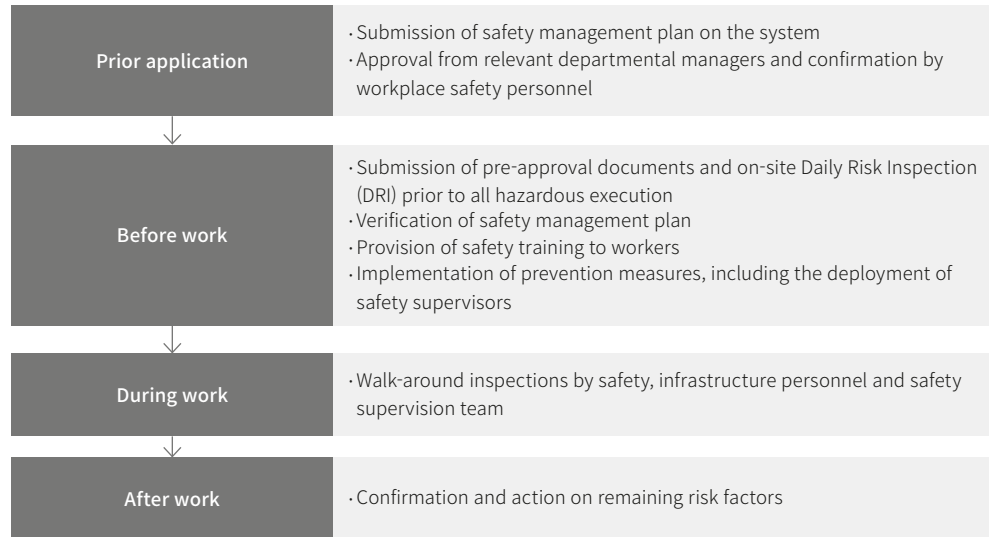 Prior application
·Submission of safety management plan on the system
·Approval from relevant departmental managers and confirmation by
workplace safety personnel
Before work
·Submission of pre-approval documents and on-site Daily Risk Inspection
(DRI) prior to all hazardous execution
·Verification of safety management plan
·Provision of safety training to workers
·Implementation of prevention measures, including the deployment of
safety supervisors
During work
·Walk-around inspections by safety, infrastructure personnel and safety
supervision team
After work
·Confirmation and action on remaining risk factors